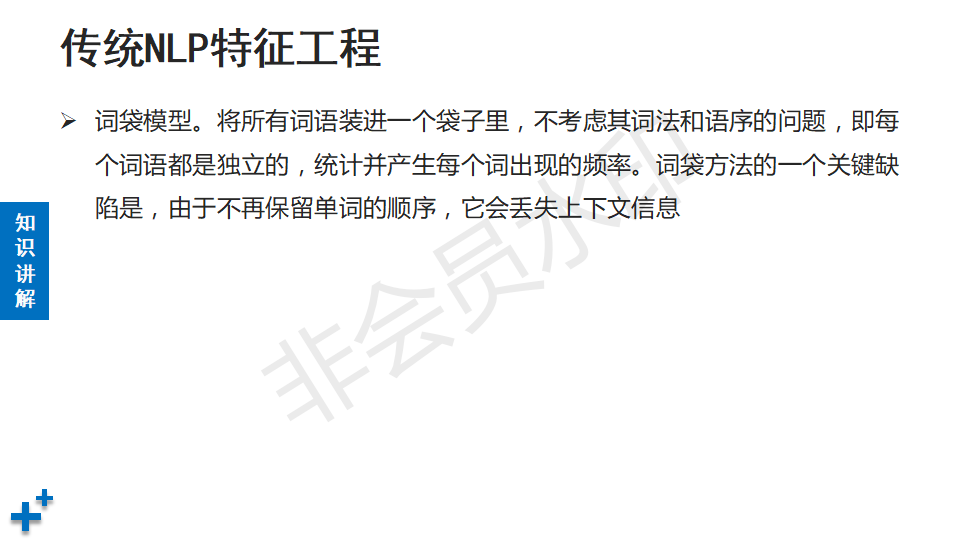 传统NLP特征工程
词袋模型。将所有词语装进一个袋子里，不考虑其词法和语序的问题，即每
个词语都是独立的，统计并产生每个词出现的频率。词袋方法的一个关键缺
陷是，由于不再保留单词的顺序，它会丢失上下文信息
知
识
讲
解
非会员水印